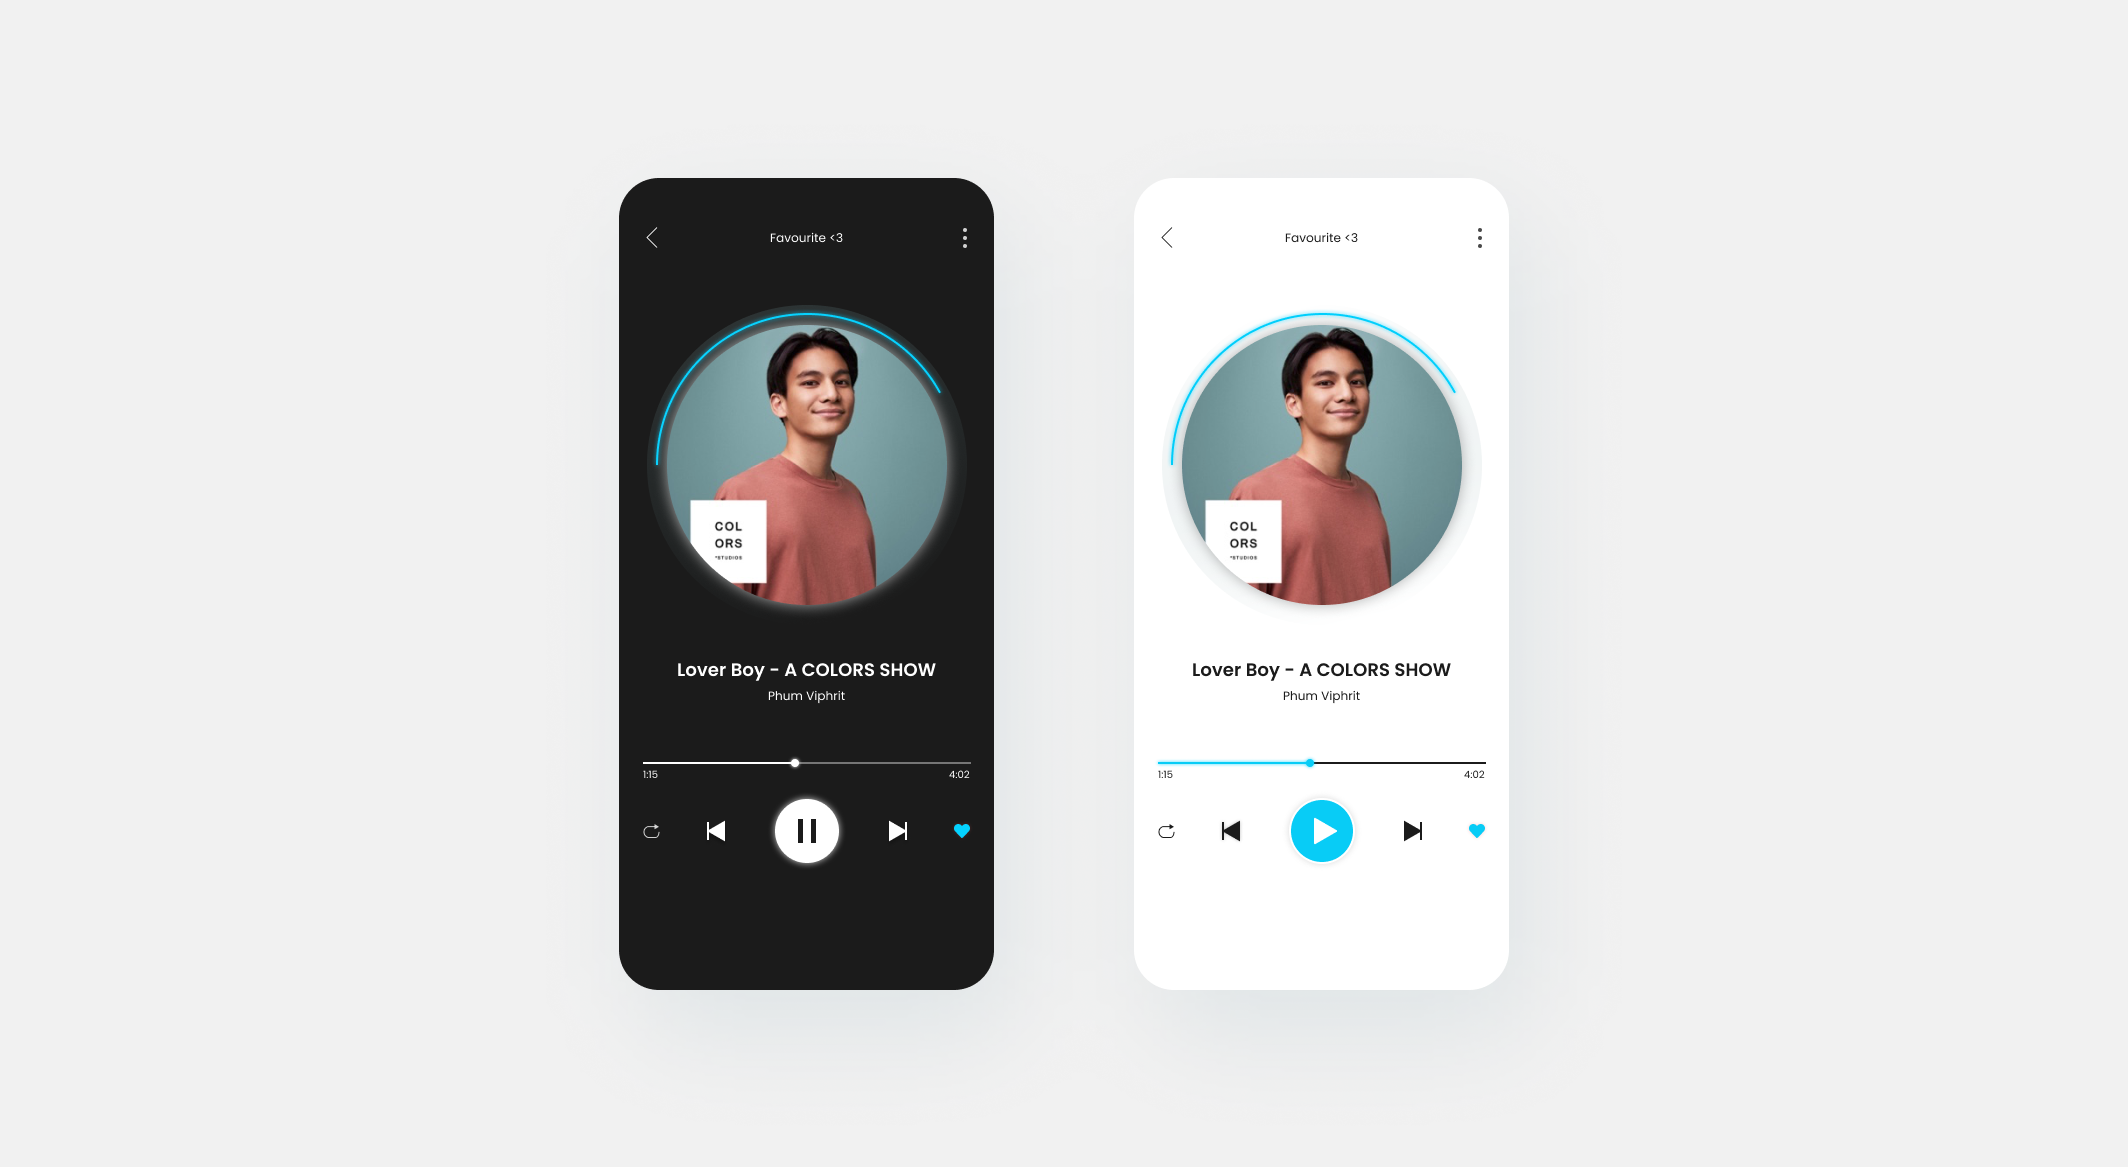 Favourite <3
COL
ORS
*STUDIOS
Lover Boy - A COLORS SHOW
Phum Viphrit
1:15
4:02
Favourite <3
COL
ORS
*STUDIOS
Lover Boy - A COLORS SHOW
Phum Viphrit
1:15
4:02